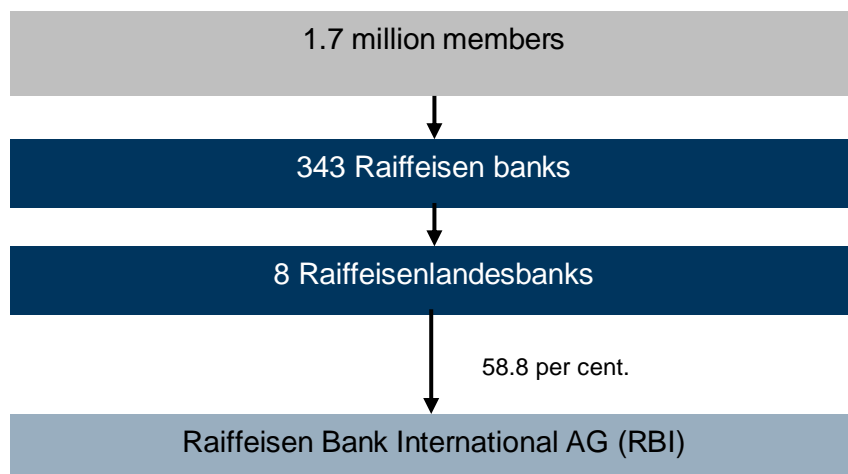 1.7 million members
343 Raiffeisen banks
8 Raiffeisenlandesbanks
58.8 per cent.
Raiffeisen Bank International AG (RBI)